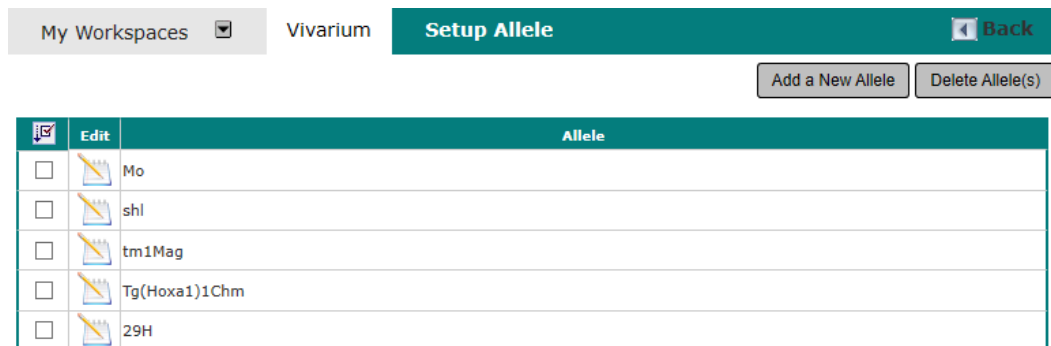 My Workspaces Vivarium Setup Allele Back
Add a New Allele Delete Allele(s)
Edit Allele
Mo
shl
tm1Mag
Tg(Hoxa1)1Chm
29H